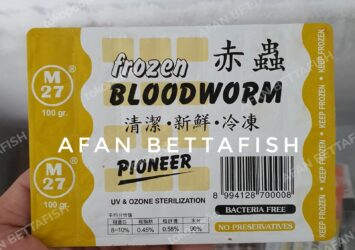 M
27
100 gr.
frozen
赤蟲
BLOODWORM
清潔·新鮮·冷凍
AFAN BETTAFISH
PIONEER
M
27
100 gr.
UV & OZONE STERILIZATION
8 994128 700008
BACTERIA FREE
8~10% 0.45% 0.58% 90%
NO PRESERVATIVES
KEEP FROZEN • KEEP FROZEN • KEEP FROZEN